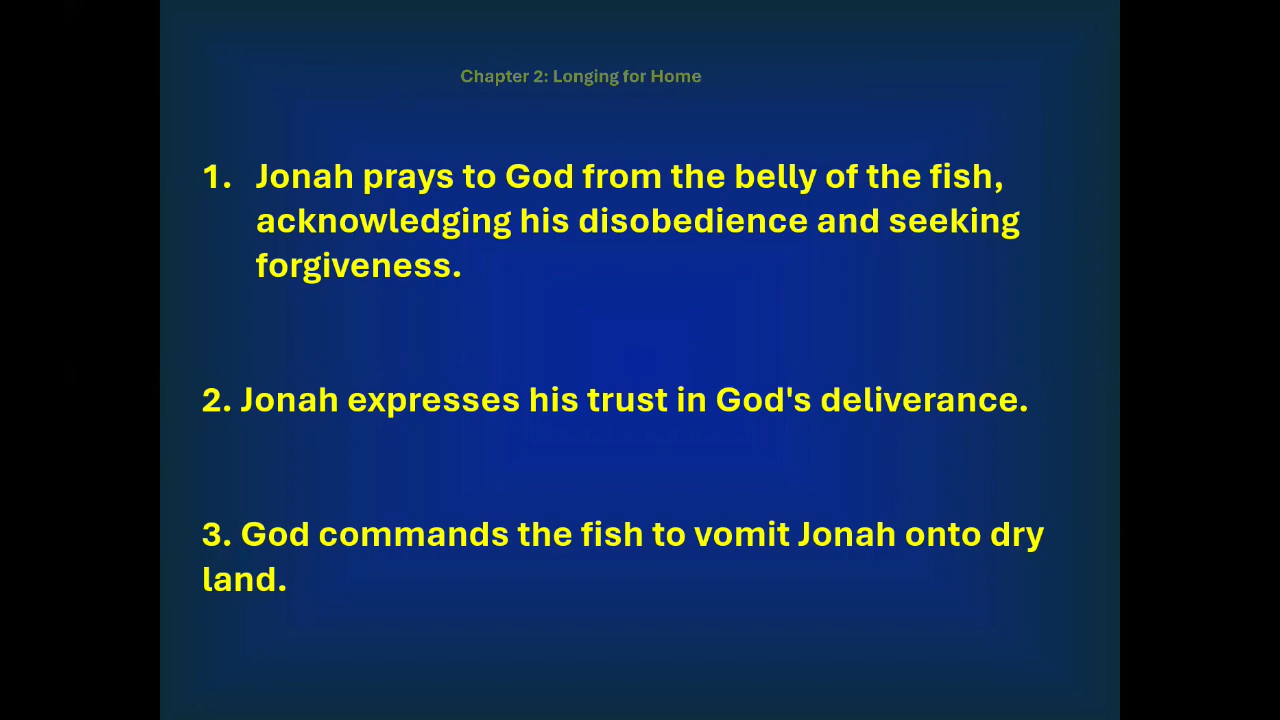 Chapter 2: Longing for Home
1. Jonah prays to God from the belly of the fish,
acknowledging his disobedience and seeking
forgiveness.
2. Jonah expresses his trust in God's deliverance.
3. God commands the fish to vomit Jonah onto dry
land.